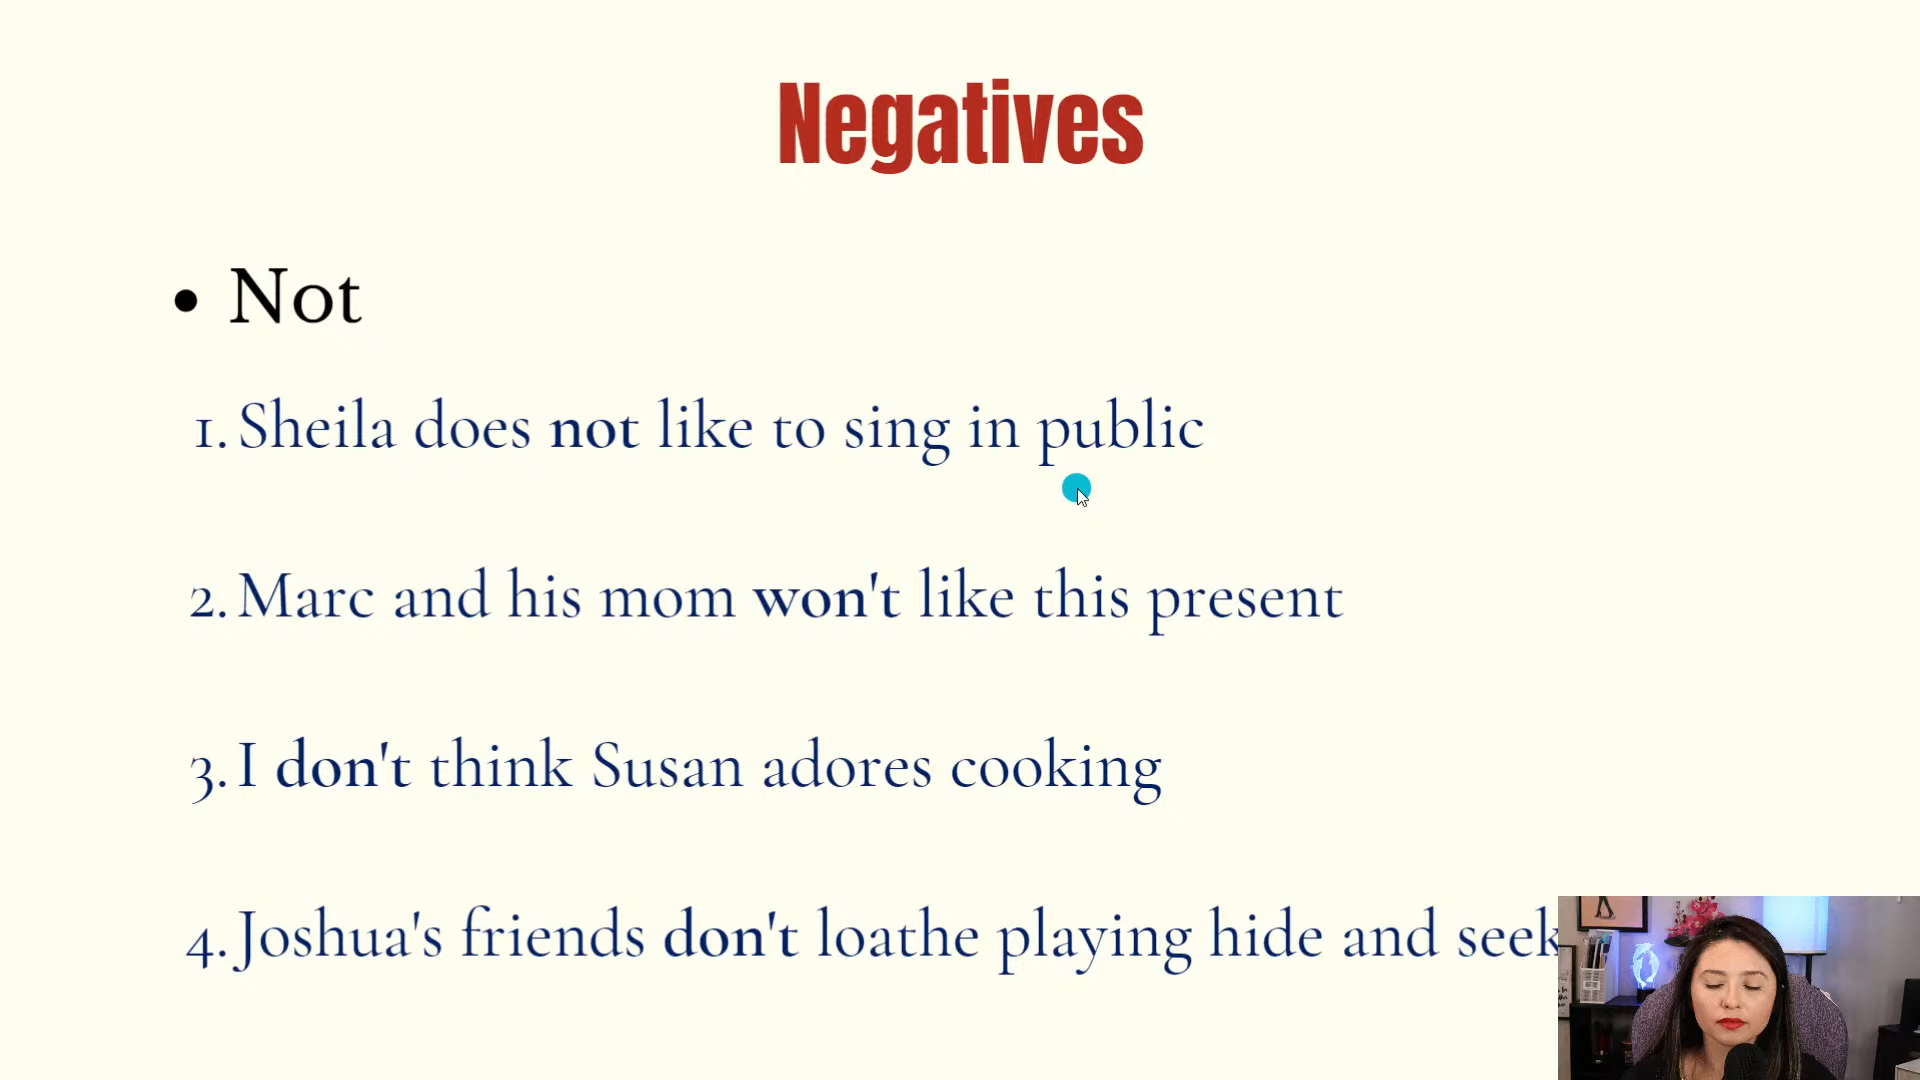 Negatives
• Not
1. Sheila does not like to sing in public
2. Marc and his mom won't like this present
3. I don't think Susan adores cooking
4. Joshua's friends don't loathe playing hide and seek